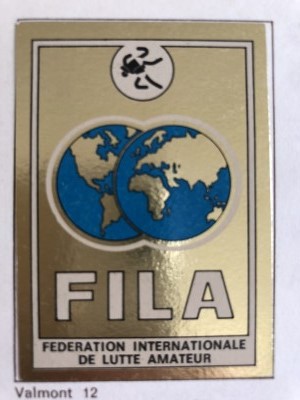 FILA
FEDERATION INTERNATIONALE
DE LUTTE AMATEUR
Valmont 12